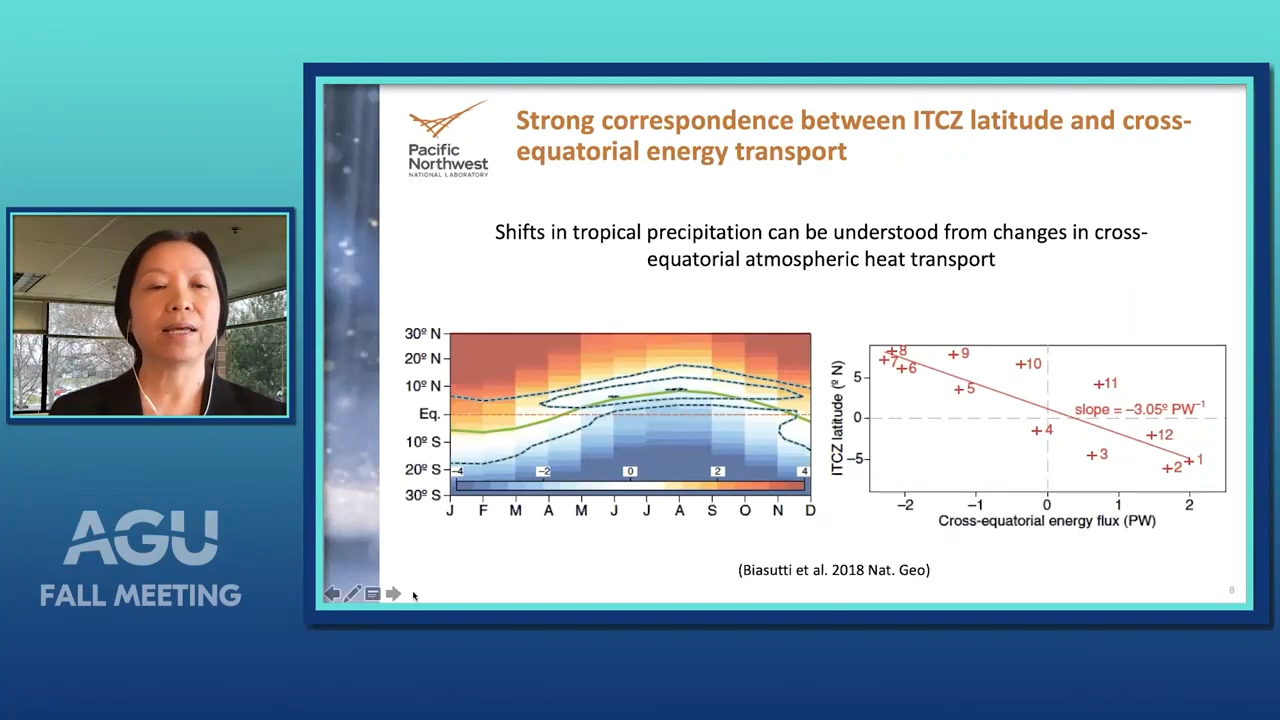 Strong correspondence between ITCZ latitude and cross-
equatorial energy transport
Pacific
Northwest
NATIONAL LABORATORY
Shifts in tropical precipitation can be understood from changes in cross-
equatorial atmospheric heat transport
30º N
20º N
10º N
Eq.
10º S
20º S
30º S
−4
−2
0
2
4
J F M A M J J A S O N D
ITCZ latitude (º N)
5
0
−5
8
7
6
9
10
5
11
slope = −3.05º PW⁻¹
4
12
3
2
1
−2 −1 0 1 2
Cross-equatorial energy flux (PW)
(Biasutti et al. 2018 Nat. Geo)
8
AGU
FALL MEETING